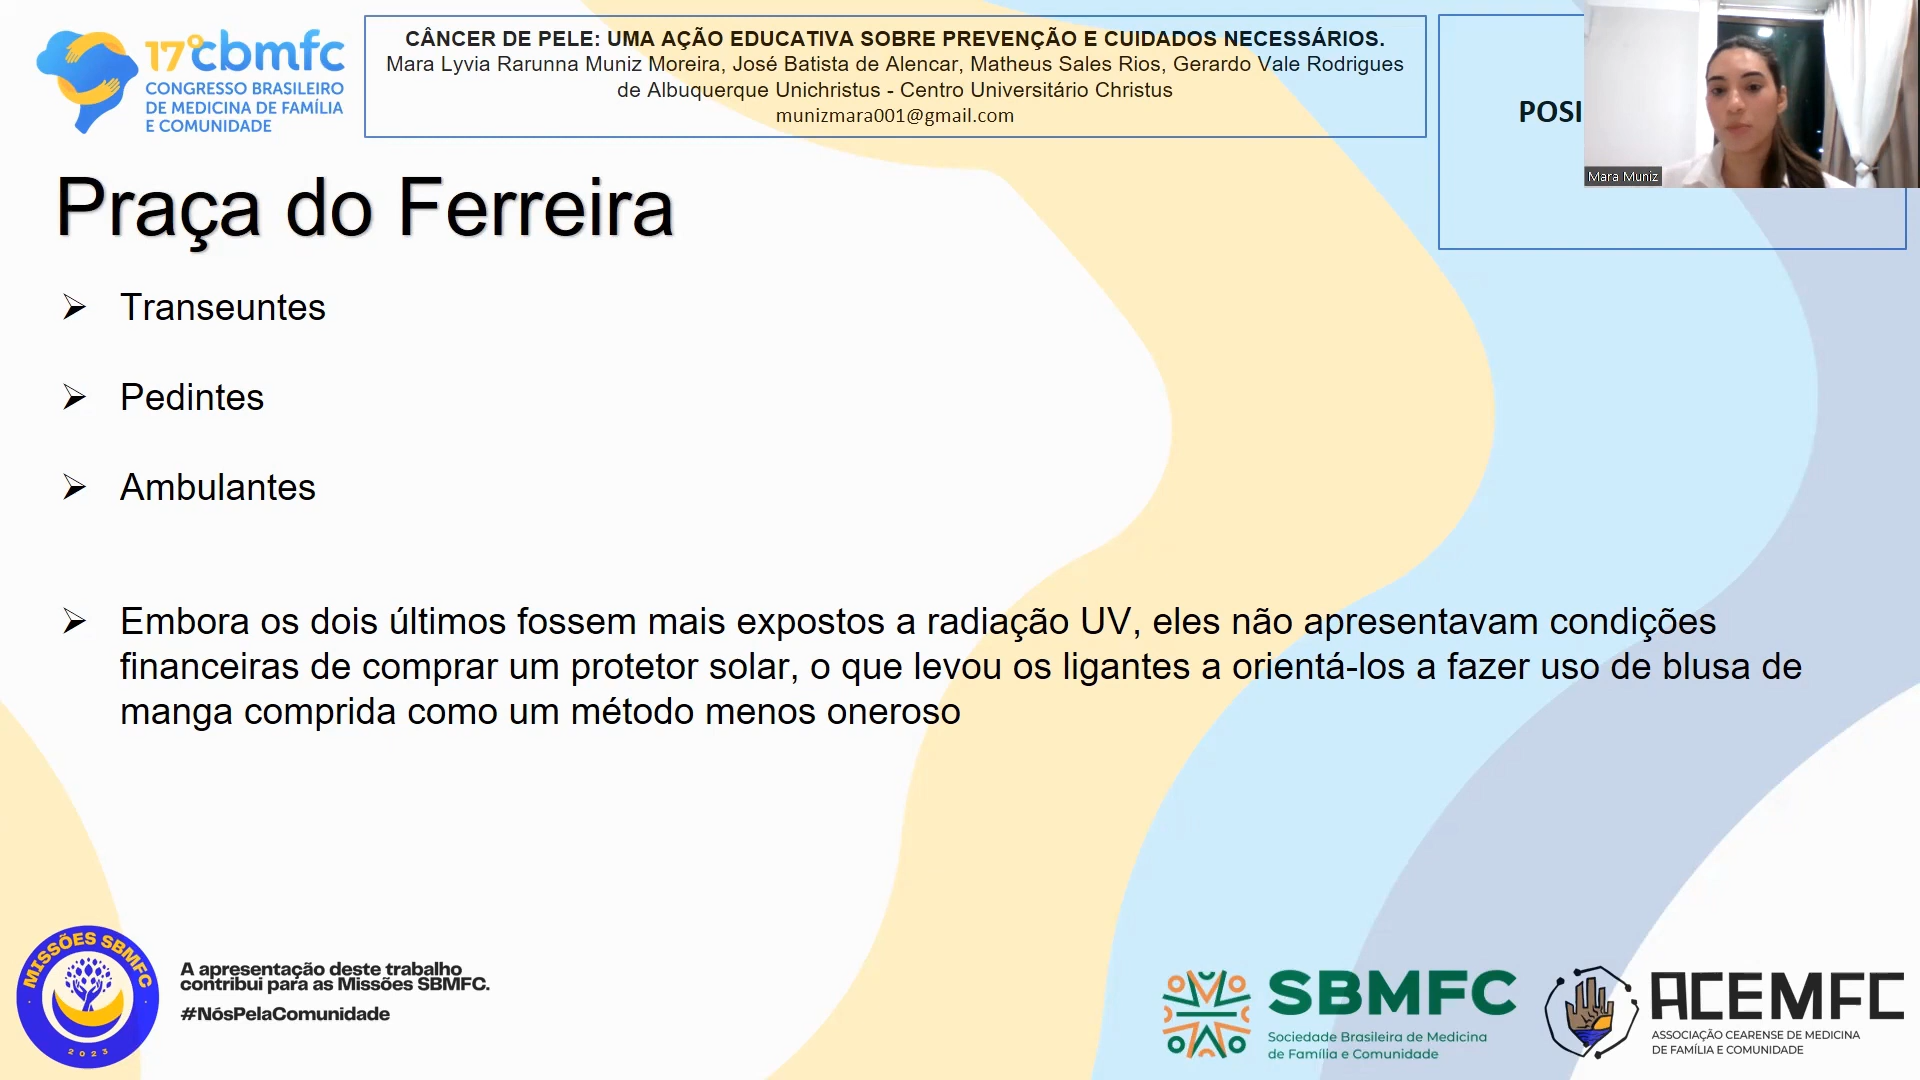 17º cbmfc
CONGRESSO BRASILEIRO
DE MEDICINA DE FAMÍLIA
E COMUNIDADE
CÂNCER DE PELE: UMA AÇÃO EDUCATIVA SOBRE PREVENÇÃO E CUIDADOS NECESSÁRIOS.
Mara Lyvia Rarunna Muniz Moreira, José Batista de Alencar, Matheus Sales Rios, Gerardo Vale Rodrigues
de Albuquerque Unichristus - Centro Universitário Christus
munizmara001@gmail.com
POSI
Mara Muniz
Praça do Ferreira
Transeuntes
Pedintes
Ambulantes
Embora os dois últimos fossem mais expostos a radiação UV, eles não apresentavam condições
financeiras de comprar um protetor solar, o que levou os ligantes a orientá-los a fazer uso de blusa de
manga comprida como um método menos oneroso
MISSÕES SBMFC
2023
A apresentação deste trabalho
contribui para as Missões SBMFC.
#NósPelaComunidade
SBMFC
Sociedade Brasileira de Medicina
de Família e Comunidade
ACEMFC
ASSOCIAÇÃO CEARENSE DE MEDICINA
DE FAMÍLIA E COMUNIDADE